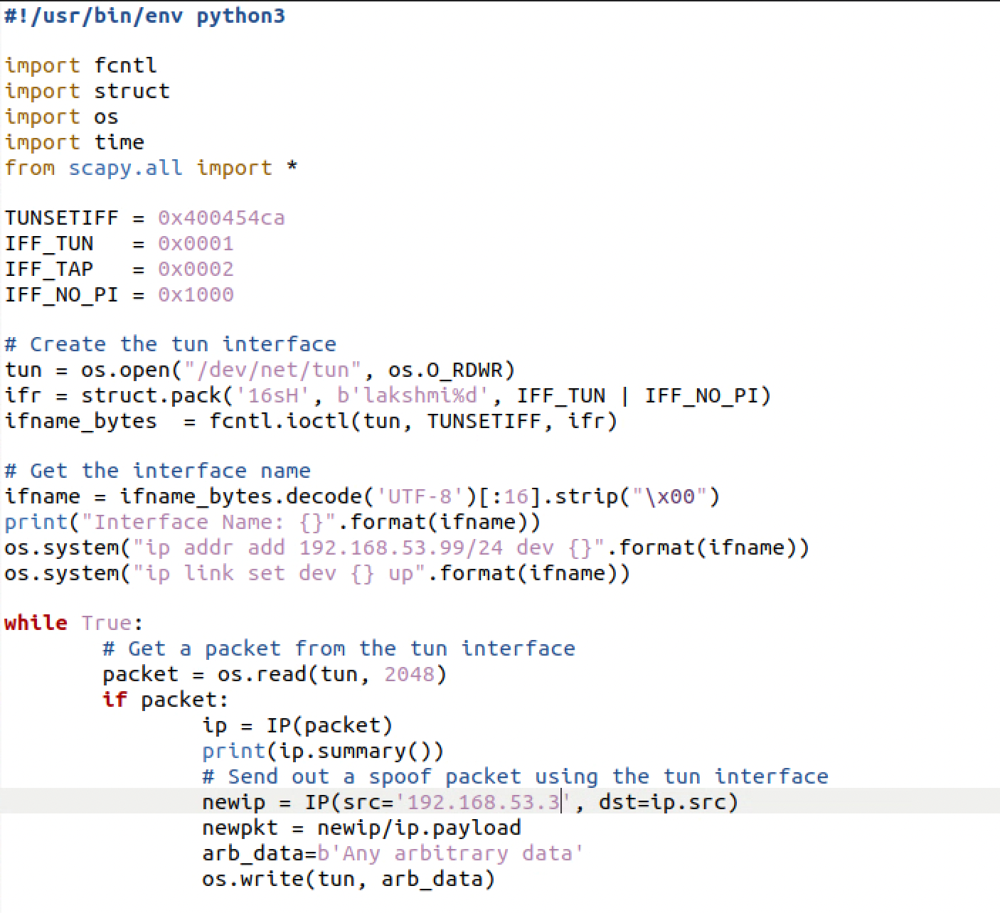 #!/usr/bin/env python3
import fcntl
import struct
import os
import time
from scapy.all import *
TUNSETIFF = 0x400454ca
IFF_TUN   = 0x0001
IFF_TAP   = 0x0002
IFF_NO_PI = 0x1000
# Create the tun interface
tun = os.open("/dev/net/tun", os.O_RDWR)
ifr = struct.pack('16sH', b'lakshmi%d', IFF_TUN | IFF_NO_PI)
ifname_bytes  = fcntl.ioctl(tun, TUNSETIFF, ifr)
# Get the interface name
ifname = ifname_bytes.decode('UTF-8')[:16].strip("\x00")
print("Interface Name: {}".format(ifname))
os.system("ip addr add 192.168.53.99/24 dev {}".format(ifname))
os.system("ip link set dev {} up".format(ifname))
while True:
        # Get a packet from the tun interface
        packet = os.read(tun, 2048)
        if packet:
                ip = IP(packet)
                print(ip.summary())
                # Send out a spoof packet using the tun interface
                newip = IP(src='192.168.53.3', dst=ip.src)
                newpkt = newip/ip.payload
                arb_data=b'Any arbitrary data'
                os.write(tun, arb_data)